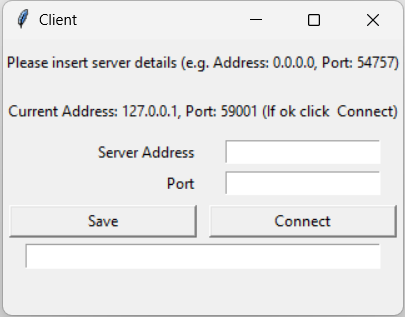 Client
Please insert server details (e.g. Address: 0.0.0.0, Port: 54757)
Current Address: 127.0.0.1, Port: 59001 (If ok click  Connect)
Server Address
Port
Save Connect